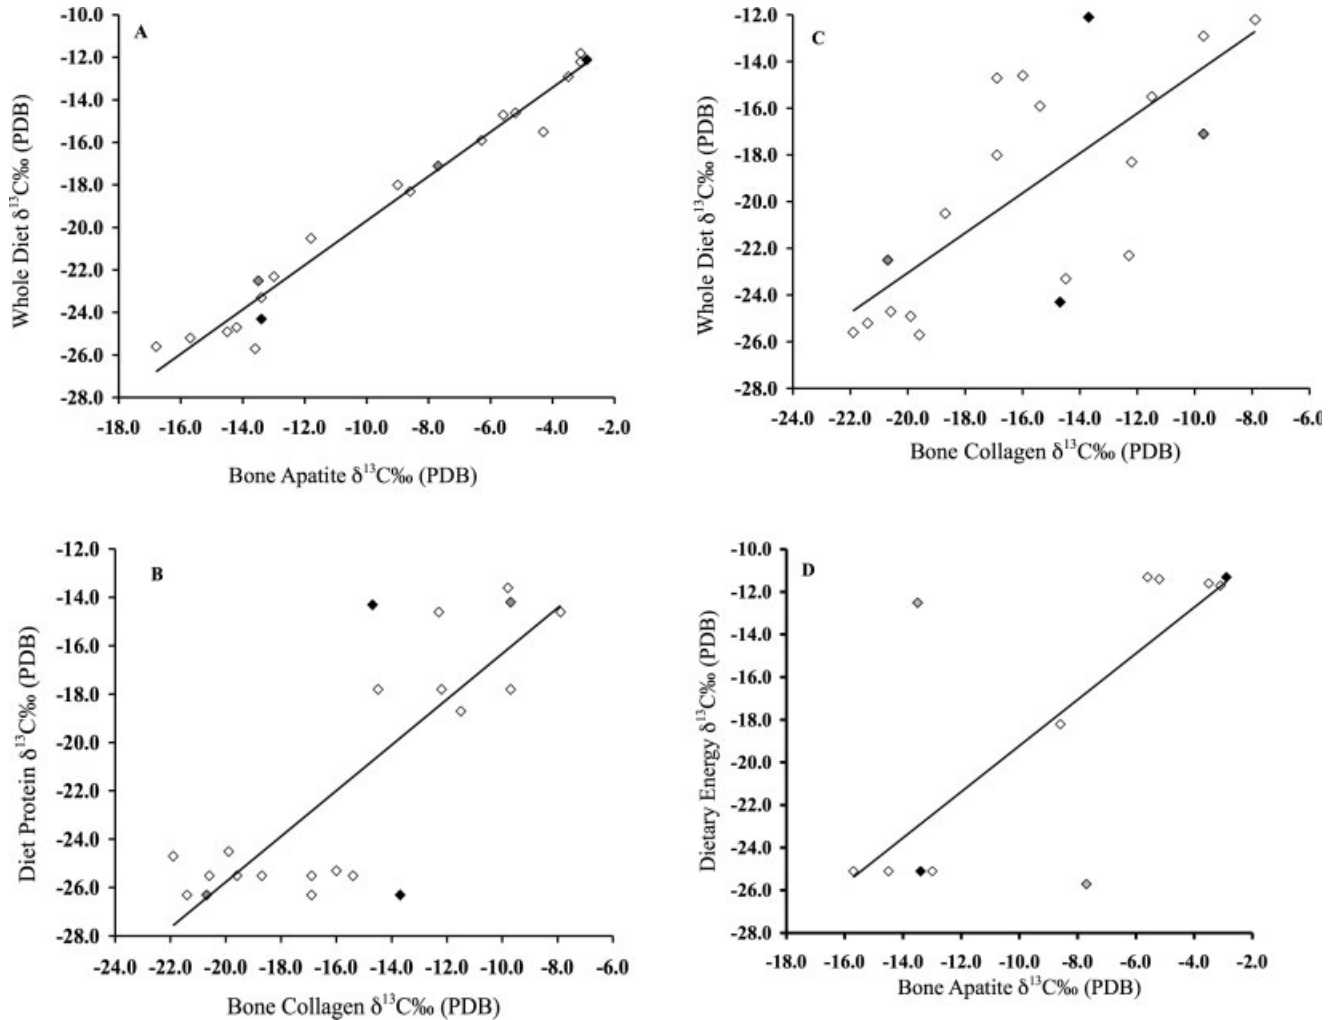 A
Whole Diet δ¹³C‰ (PDB)
-10.0
-12.0
-14.0
-16.0
-18.0
-20.0
-22.0
-24.0
-26.0
-28.0
-18.0 -16.0 -14.0 -12.0 -10.0 -8.0 -6.0 -4.0 -2.0
Bone Apatite δ¹³C‰ (PDB)
C
Whole Diet δ¹³C‰ (PDB)
-12.0
-14.0
-16.0
-18.0
-20.0
-22.0
-24.0
-26.0
-28.0
-24.0 -22.0 -20.0 -18.0 -16.0 -14.0 -12.0 -10.0 -8.0 -6.0
Bone Collagen δ¹³C‰ (PDB)
B
Diet Protein δ¹³C‰ (PDB)
-12.0
-14.0
-16.0
-18.0
-20.0
-22.0
-24.0
-26.0
-28.0
-24.0 -22.0 -20.0 -18.0 -16.0 -14.0 -12.0 -10.0 -8.0 -6.0
Bone Collagen δ¹³C‰ (PDB)
D
Dietary Energy δ¹³C‰ (PDB)
-10.0
-12.0
-14.0
-16.0
-18.0
-20.0
-22.0
-24.0
-26.0
-28.0
-18.0 -16.0 -14.0 -12.0 -10.0 -8.0 -6.0 -4.0 -2.0
Bone Apatite δ¹³C‰ (PDB)